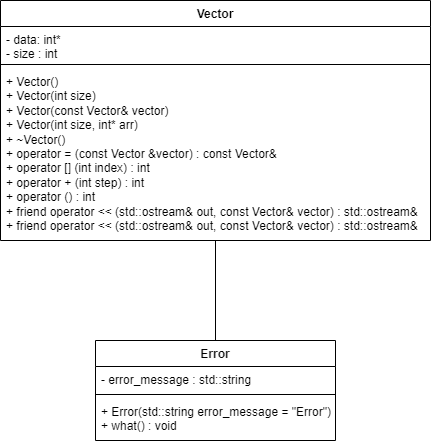 Vector
- data: int*
- size : int
+ Vector()
+ Vector(int size)
+ Vector(const Vector& vector)
+ Vector(int size, int* arr)
+ ~Vector()
+ operator = (const Vector &vector) : const Vector&
+ operator [] (int index) : int
+ operator + (int step) : int
+ operator () : int
+ friend operator << (std::ostream& out, const Vector& vector) : std::ostream&
+ friend operator << (std::ostream& out, const Vector& vector) : std::ostream&
Error
- error_message : std::string
+ Error(std::string error_message = "Error")
+ what() : void